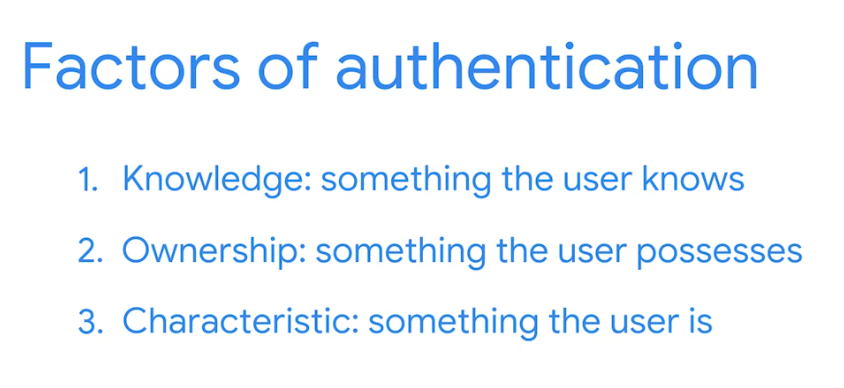 Factors of authentication
1. Knowledge: something the user knows
2. Ownership: something the user possesses
3. Characteristic: something the user is